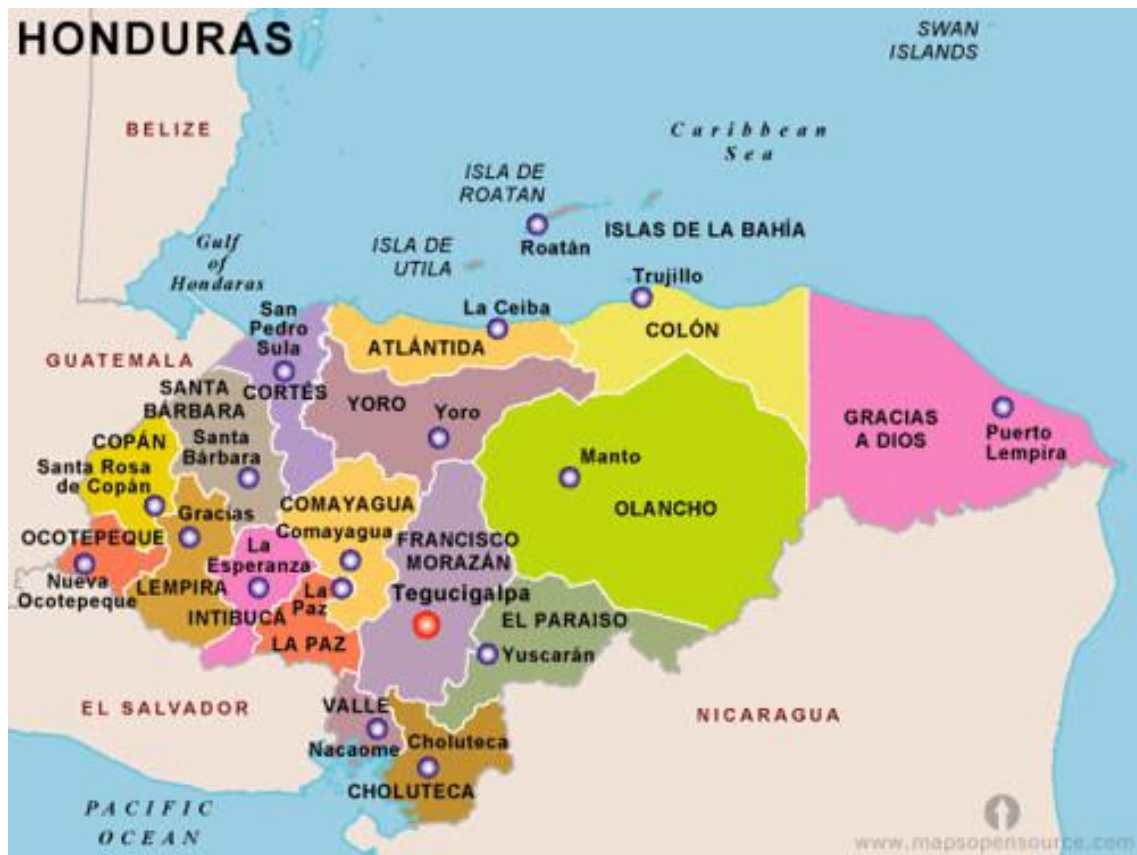 HONDURAS
SWAN
ISLANDS
BELIZE
Caribbean
Sea
ISLA DE
ROATAN
Roatán
ISLAS DE LA BAHÍA
ISLA DE
UTILA
Gulf
of
Hondaras
Trujillo
La Ceiba
San
Pedro
Sula
COLÓN
ATLÁNTIDA
GUATEMALA
SANTA
BÁRBARA
CORTÉS
YORO
Yoro
GRACIAS
A DIOS
Puerto
Lempira
COPÁN
Santa
Bárbara
Manto
Santa Rosa
de Copán
COMAYAGUA
Comayagua
OLANCHO
Gracias
OCOTEPEQUE
La
Esperanza
FRANCISCO
MORAZÁN
Nueva
Ocotepeque
LEMPIRA
La
Paz
Tegucigalpa
INTIBUCA
EL PARAISO
LA PAZ
Yuscarán
EL SALVADOR
VALLE
NICARAGUA
Nacaome
Choluteca
CHOLUTECA
PACIFIC
OCEAN
www.mapsopensource.com